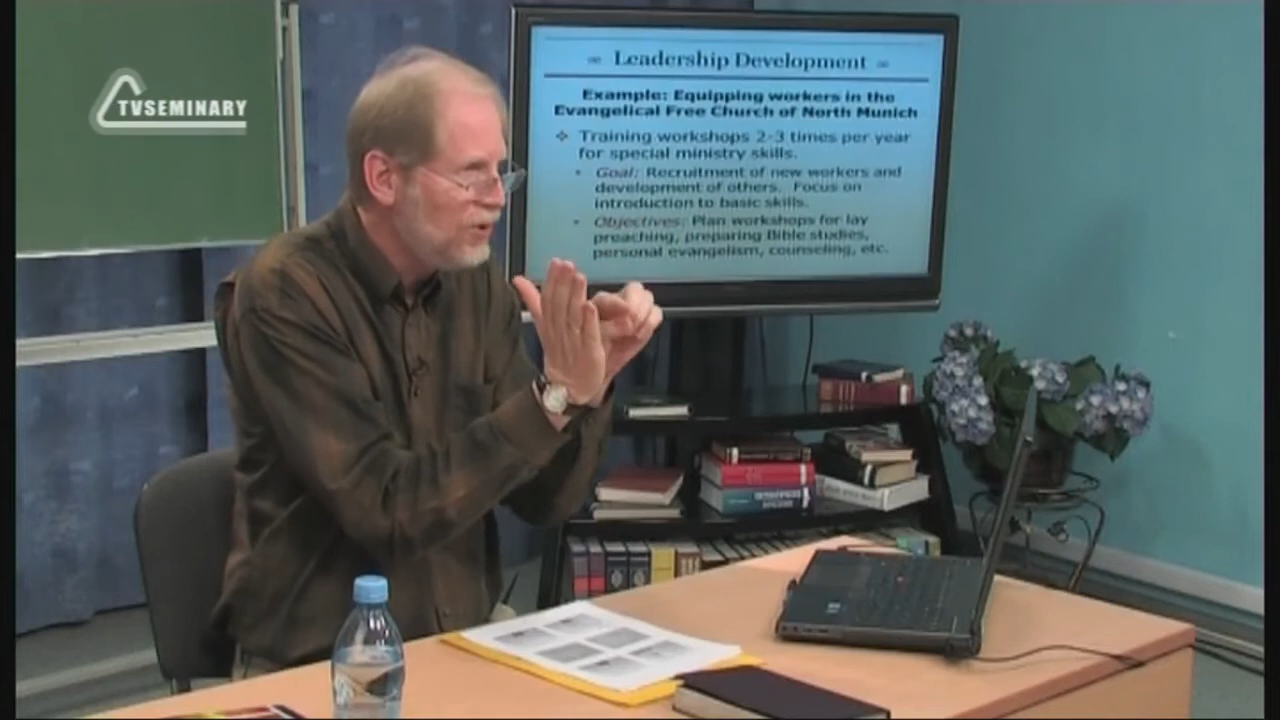 TVSEMINARY
Leadership Development
Example: Equipping workers in the
Evangelical Free Church of North Munich
❖ Training workshops 2-3 times per year
for special ministry skills.
• Goal: Recruitment of new workers and
development of others. Focus on
introduction to basic skills.
• Objectives: Plan workshops for lay
preaching, preparing Bible studies,
personal evangelism, counseling, etc.